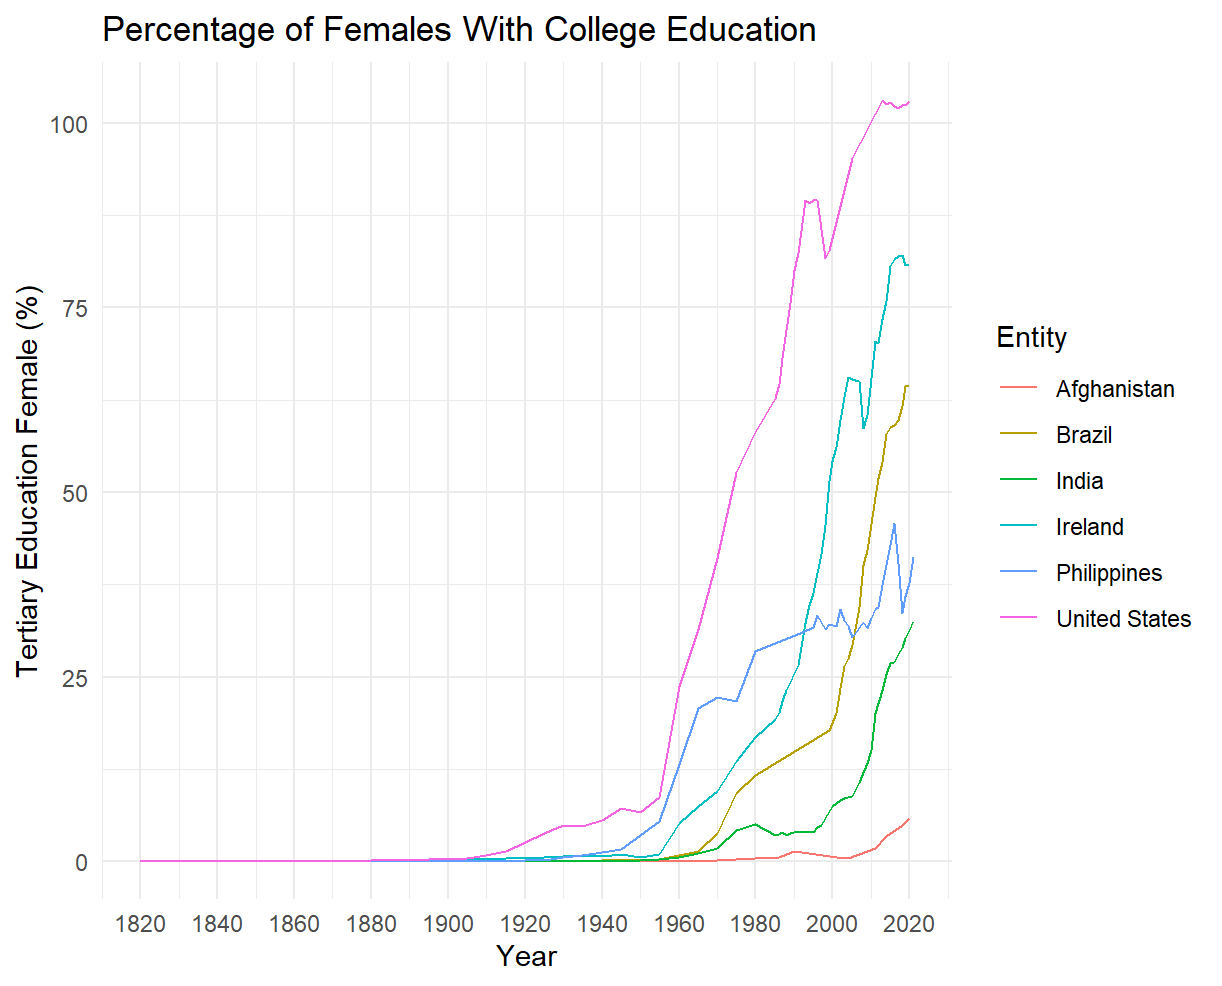 Percentage of Females With College Education
Tertiary Education Female (%)
100
75
50
25
0
1820 1840 1860 1880 1900 1920 1940 1960 1980 2000 2020
Year
Entity
Afghanistan
Brazil
India
Ireland
Philippines
United States